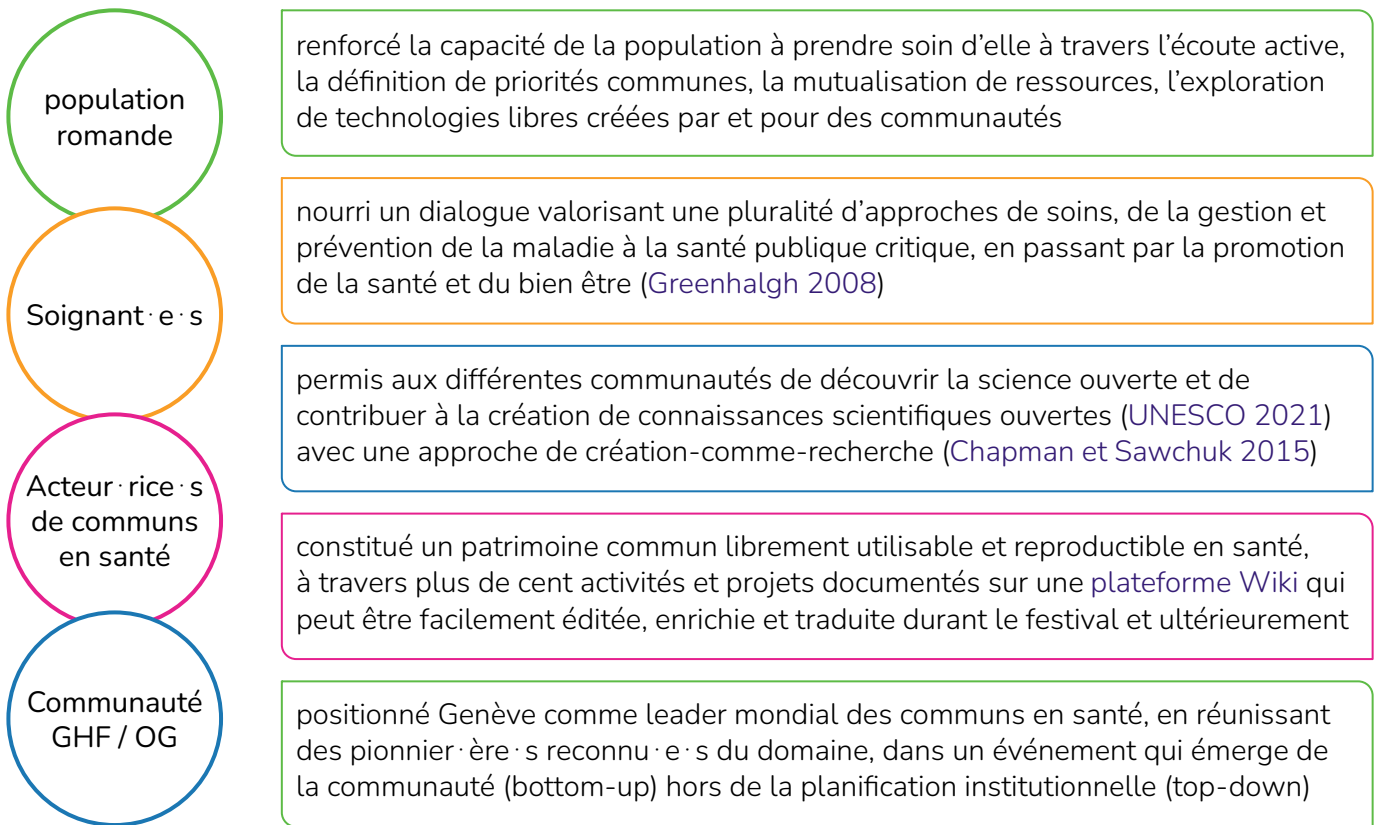 population
romande
Soignant·e·s
Acteur·rice·s
de communs
en santé
Communauté
GHF / OG
renforcé la capacité de la population à prendre soin d’elle à travers l’écoute active,
la définition de priorités communes, la mutualisation de ressources, l’exploration
de technologies libres créées par et pour des communautés
nourri un dialogue valorisant une pluralité d’approches de soins, de la gestion et
prévention de la maladie à la santé publique critique, en passant par la promotion
de la santé et du bien être (Greenhalgh 2008)
permis aux différentes communautés de découvrir la science ouverte et de
contribuer à la création de connaissances scientifiques ouvertes (UNESCO 2021)
avec une approche de création-comme-recherche (Chapman et Sawchuk 2015)
constitué un patrimoine commun librement utilisable et reproductible en santé,
à travers plus de cent activités et projets documentés sur une plateforme Wiki qui
peut être facilement éditée, enrichie et traduite durant le festival et ultérieurement
positionné Genève comme leader mondial des communs en santé, en réunissant
des pionnier·ère·s reconnu·e·s du domaine, dans un événement qui émerge de
la communauté (bottom-up) hors de la planification institutionnelle (top-down)